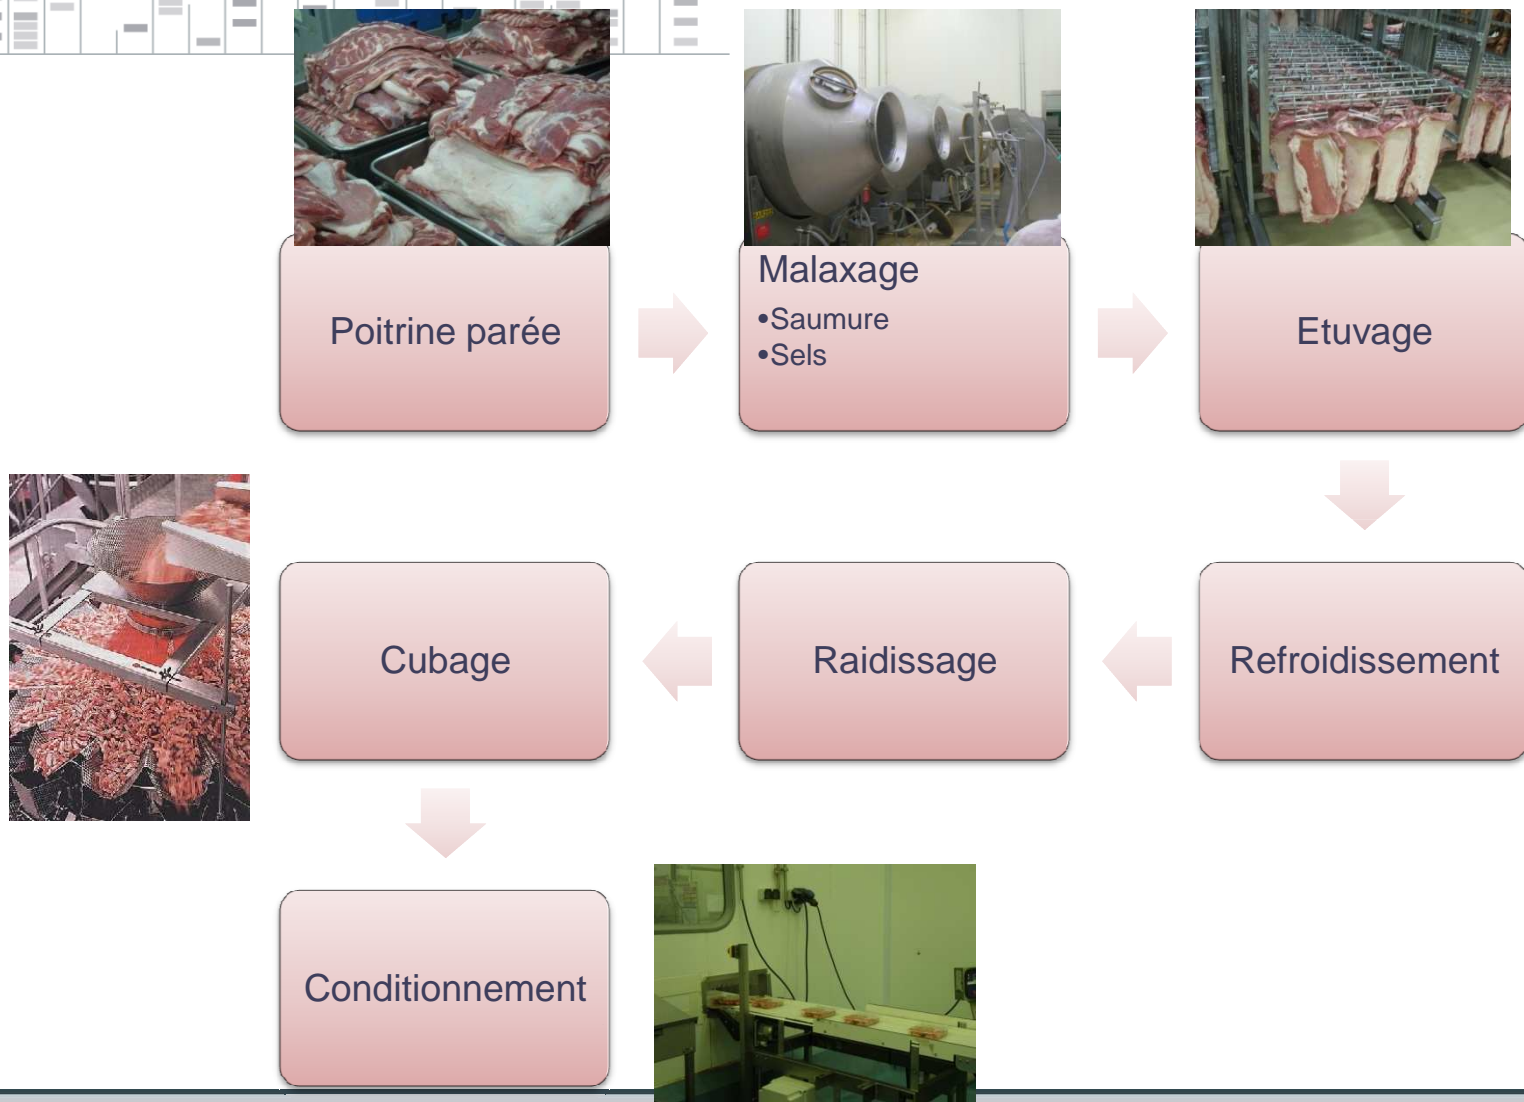 Poitrine parée
Malaxage
•Saumure
•Sels
Etuvage
Refroidissement
Raidissage
Cubage
Conditionnement